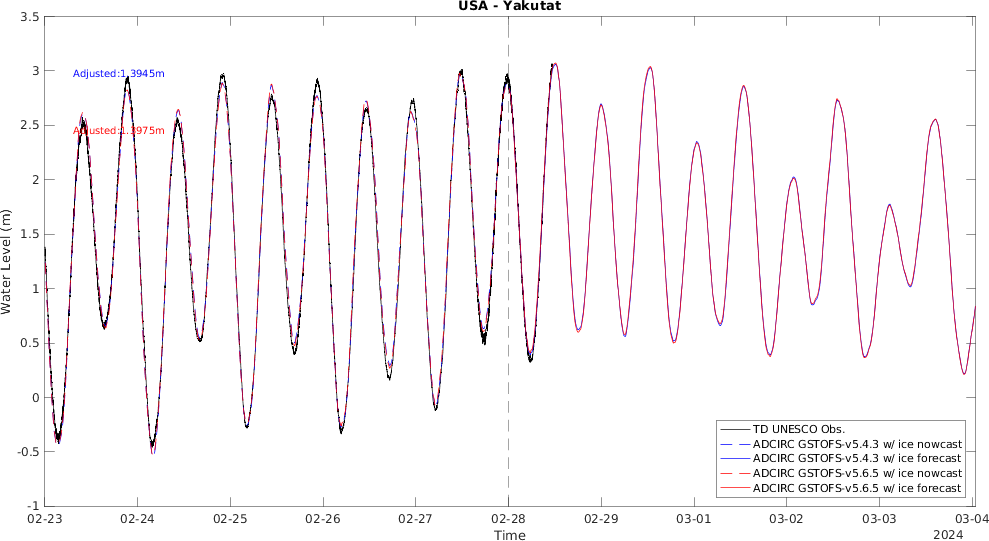 USA - Yakutat
3.5
3
2.5
2
1.5
1
0.5
0
-0.5
-1
Water Level (m)
Adjusted:1.3945m
Adjusted:1.3975m
TD UNESCO Obs.
ADCIRC GSTOFS-v5.4.3 w/ ice nowcast
ADCIRC GSTOFS-v5.4.3 w/ ice forecast
ADCIRC GSTOFS-v5.6.5 w/ ice nowcast
ADCIRC GSTOFS-v5.6.5 w/ ice forecast
02-23 02-24 02-25 02-26 02-27 02-28 02-29 03-01 03-02 03-03 03-04
Time
2024